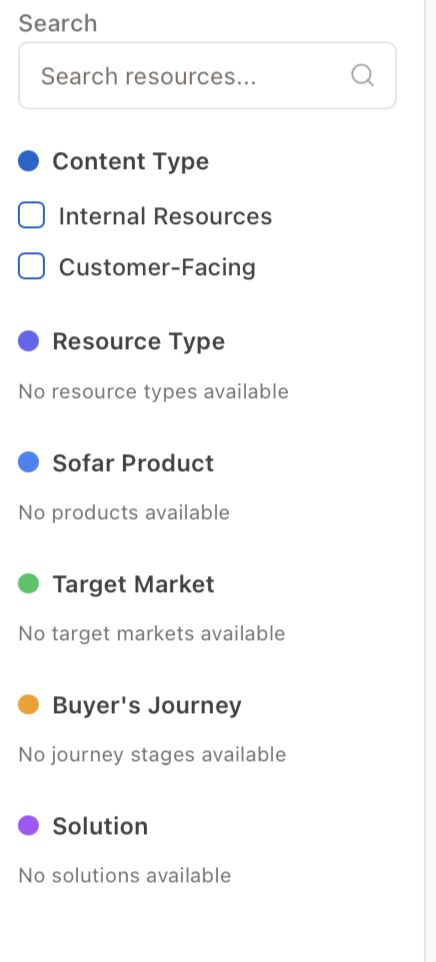 Search
Search resources...
Content Type
Internal Resources
Customer-Facing
Resource Type
No resource types available
Sofar Product
No products available
Target Market
No target markets available
Buyer's Journey
No journey stages available
Solution
No solutions available